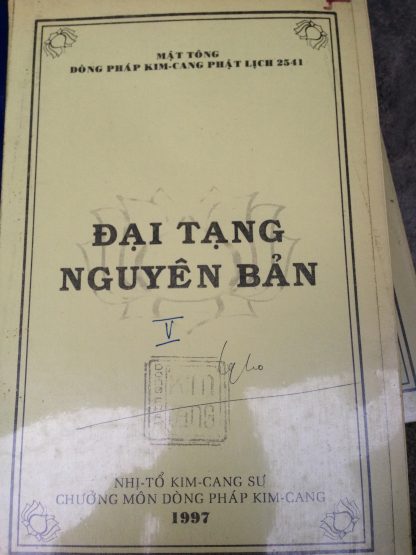 MẬT TÔNG
DÒNG PHÁP KIM-CANG PHẬT LỊCH 2541
ĐẠI TẠNG
NGUYÊN BẢN
V
KIM
NHỊ-TỔ KIM-CANG SƯ
CHƯỞNG MÔN DÒNG PHÁP KIM-CANG
1997